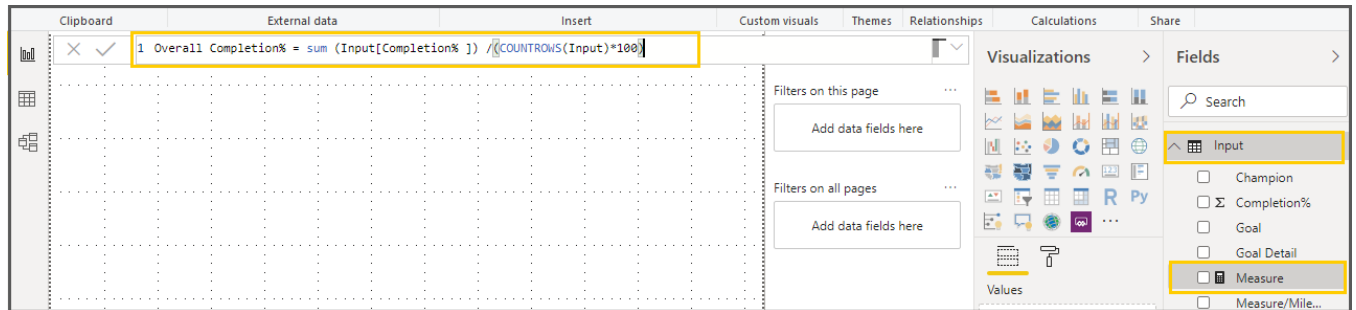 Clipboard
External data
Insert
Custom visuals
Themes
Relationships
Calculations
Share
1 Overall Completion% = sum (Input[Completion% ]) /(COUNTROWS(Input)*100)
Filters on this page
...
Add data fields here
Filters on all pages
...
Add data fields here
Visualizations
123
R
Py
...
Values
Fields
Search
Input
Champion
Σ Completion%
Goal
Goal Detail
Measure
Measure/Mile...